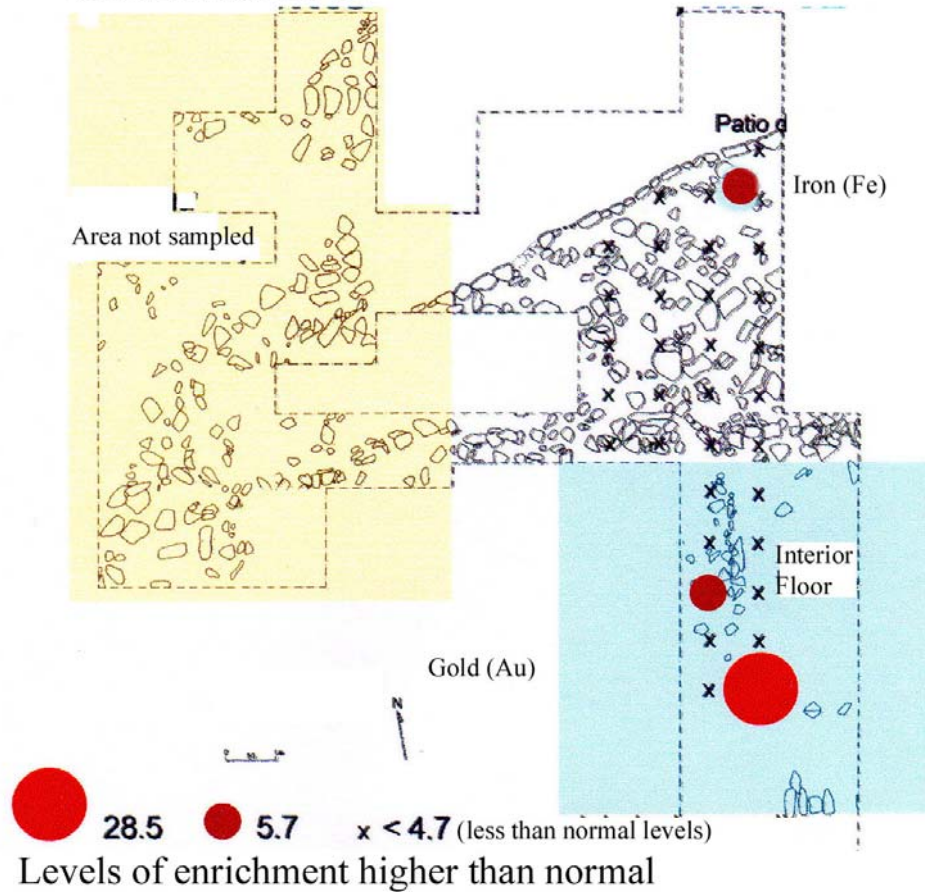 Patio d
Iron (Fe)
Area not sampled
Interior
Floor
Gold (Au)
N
28.5
5.7
x < 4.7 (less than normal levels)
Levels of enrichment higher than normal